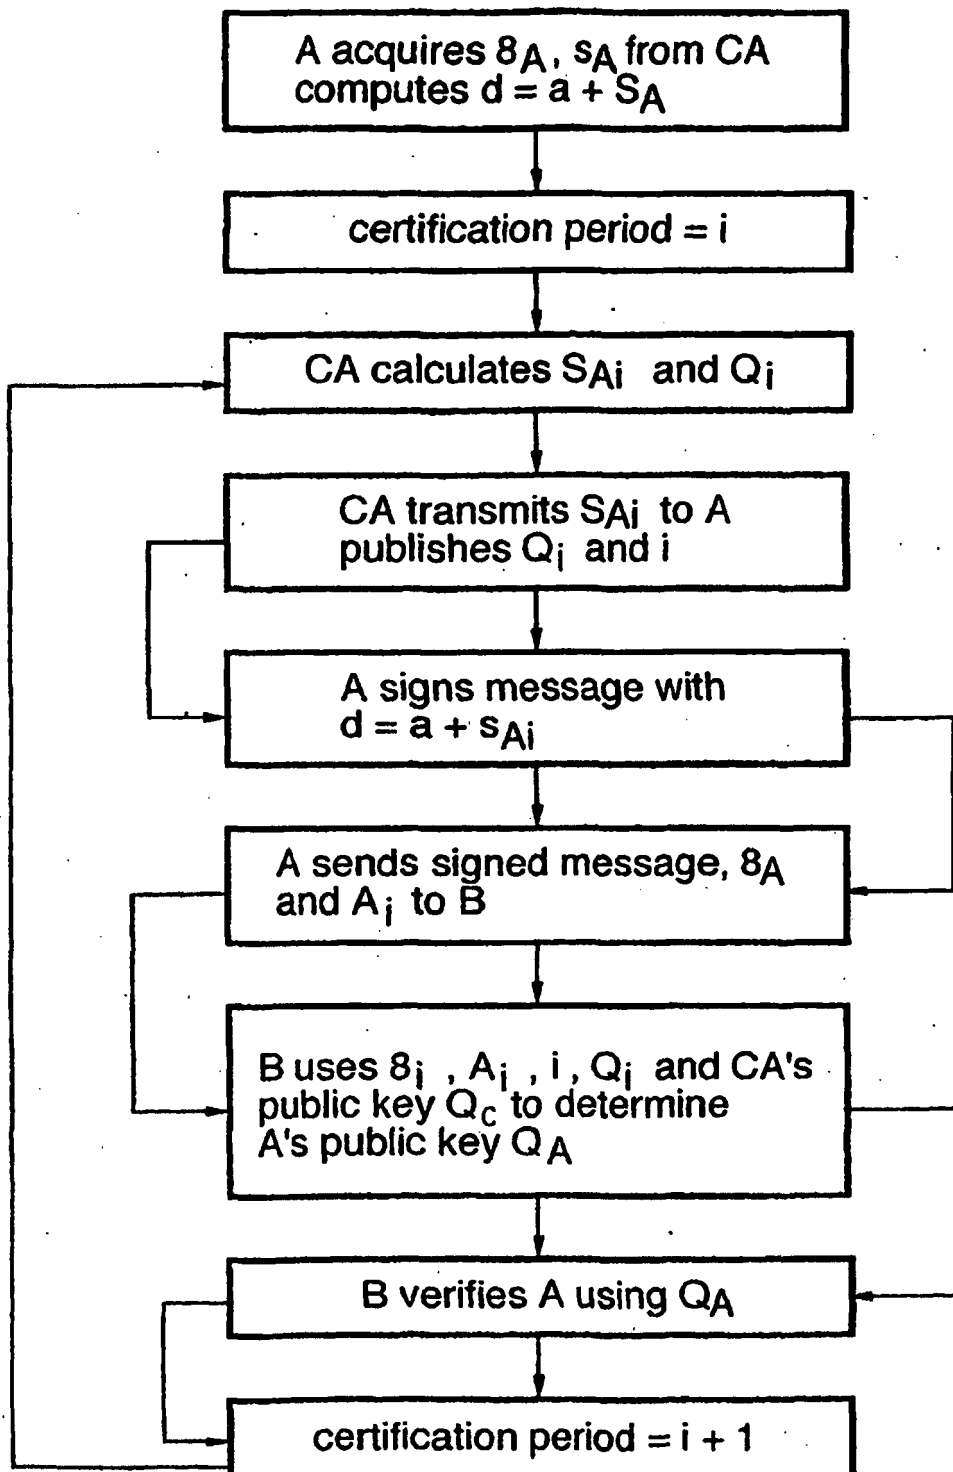 A acquires 8A, sA from CA
computes d = a + SA
certification period = i
CA calculates SAi and Qi
CA transmits SAi to A
publishes Qi and i
A signs message with
d = a + sAi
A sends signed message, 8A
and Ai to B
B uses 8i , Ai , i , Qi and CA's
public key Qc to determine
A's public key QA
B verifies A using QA
certification period = i + 1